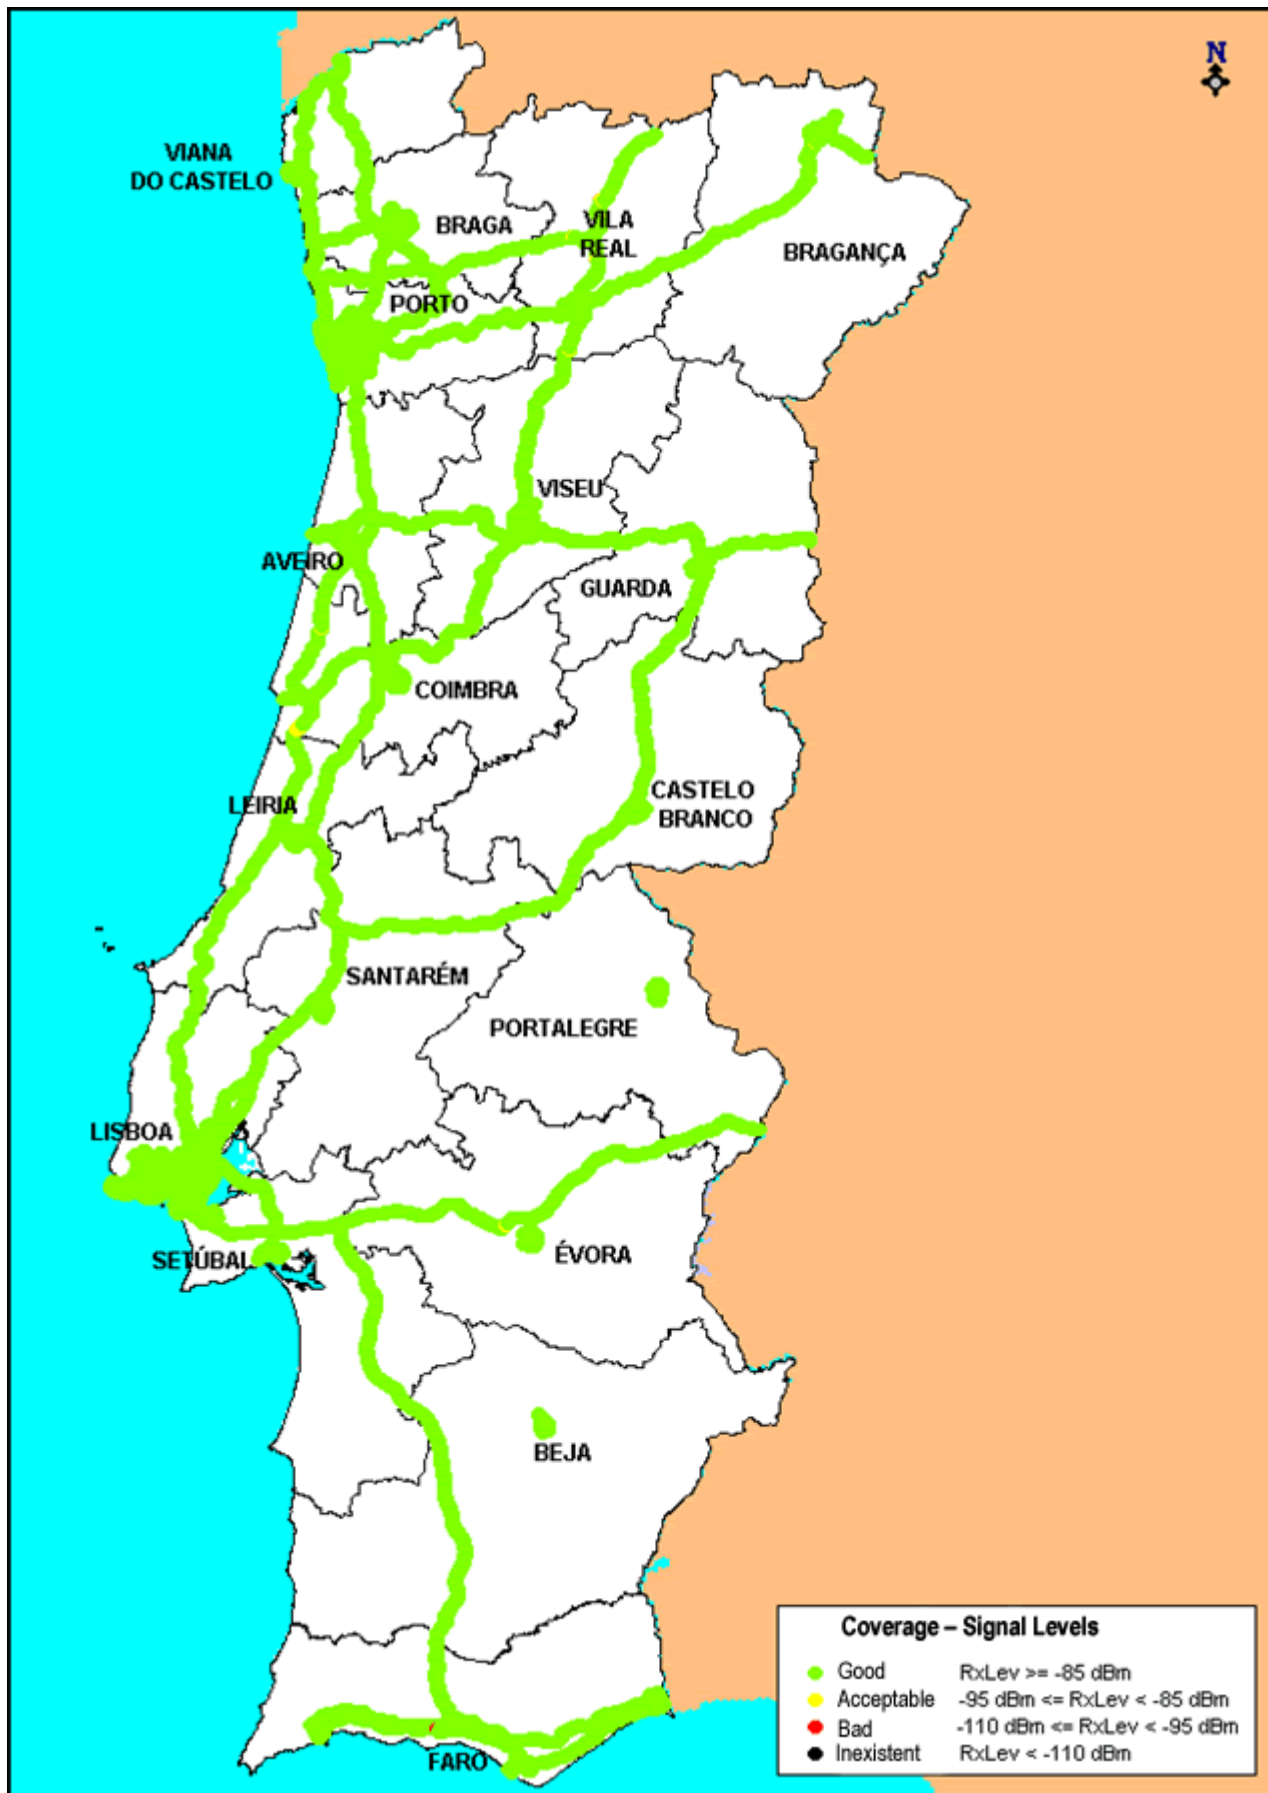 N
VIANA
DO CASTELO
BRAGA
VILA
REAL
BRAGANÇA
PORTO
VISEU
AVEIRO
GUARDA
COIMBRA
LEIRIA
CASTELO
BRANCO
SANTARÉM
PORTALEGRE
LISBOA
SETÚBAL
ÉVORA
BEJA
FARO
Coverage – Signal Levels
Good RxLev >= -85 dBm
Acceptable -95 dBm <= RxLev < -85 dBm
Bad -110 dBm <= RxLev < -95 dBm
Inexistent RxLev < -110 dBm